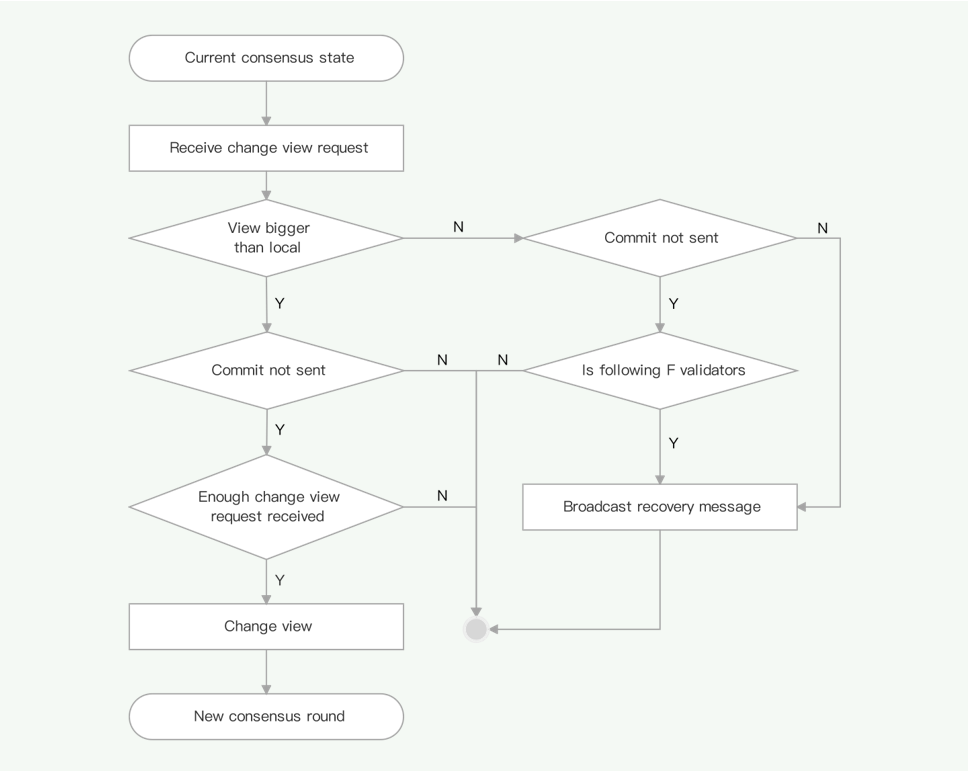 Current consensus state
Receive change view request
View bigger
than local
N
Commit not sent
N
Y
Y
Commit not sent
N
N
Is following F validators
Y
Y
Enough change view
request received
N
Broadcast recovery message
Y
Change view
New consensus round